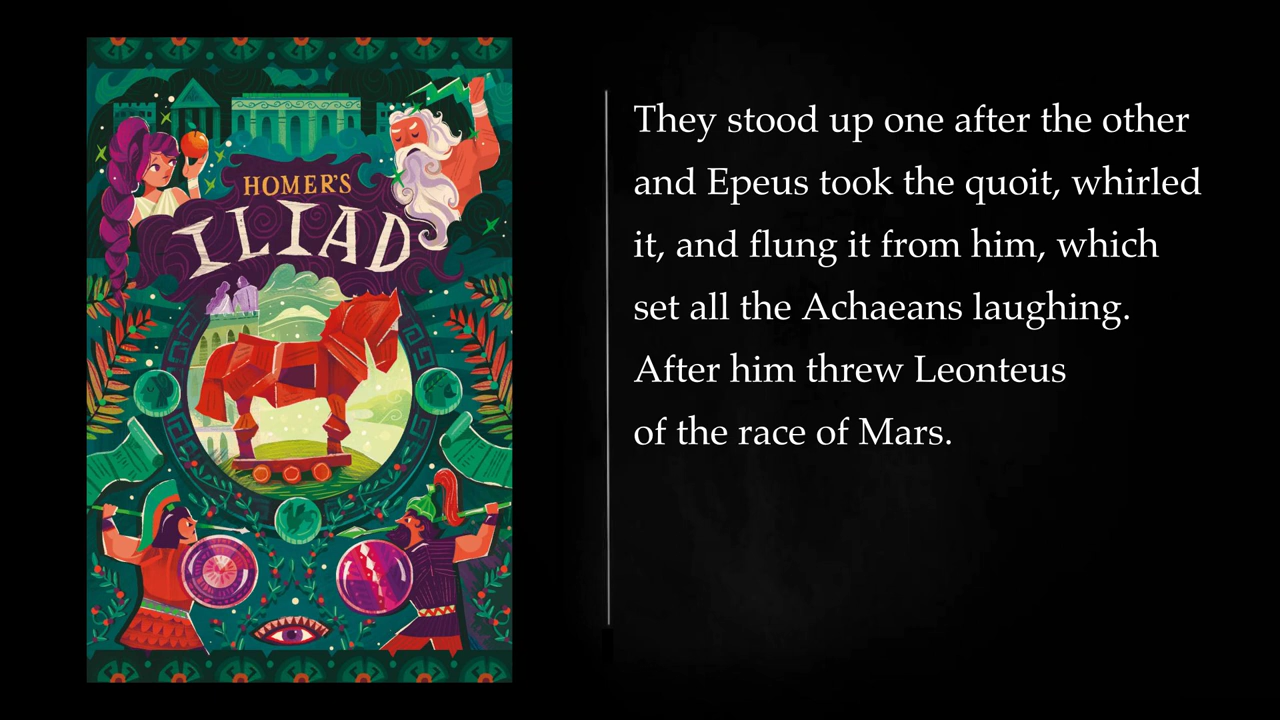 HOMER'S
ILIAD
They stood up one after the other
and Epeus took the quoit, whirled
it, and flung it from him, which
set all the Achaeans laughing.
After him threw Leonteus
of the race of Mars.